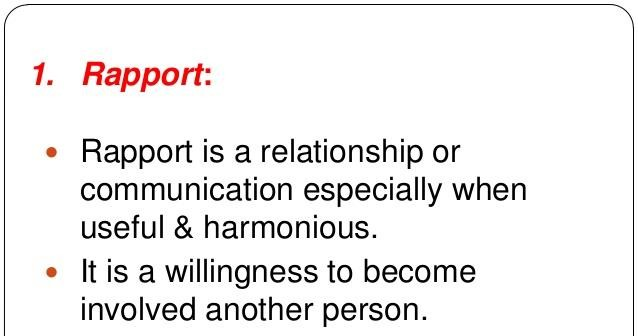 1. Rapport:
• Rapport is a relationship or
communication especially when
useful & harmonious.
• It is a willingness to become
involved another person.